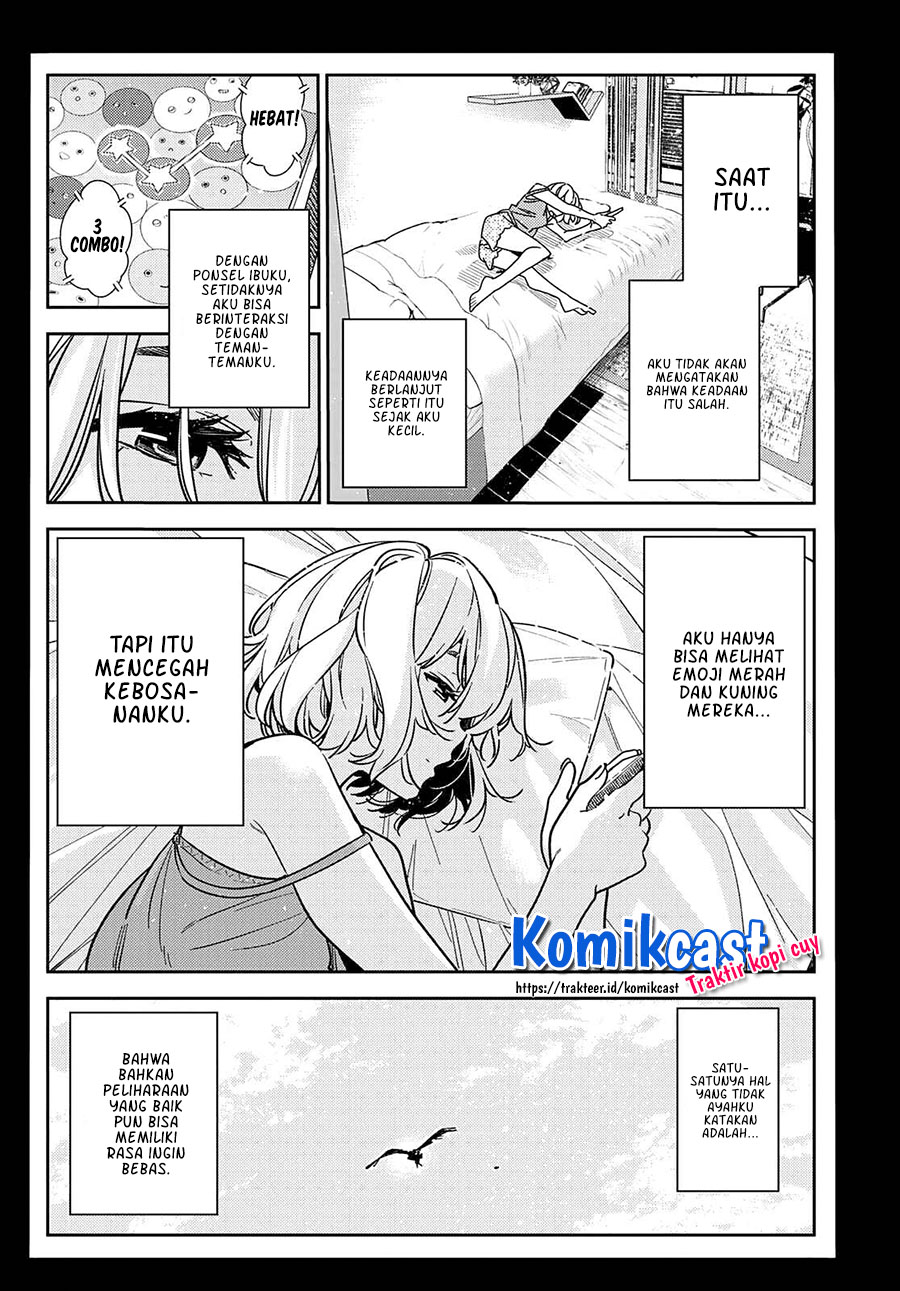 SAAT
ITU...
AKU TIDAK AKAN
MENGATAKAN
BAHWA KEADAAN
ITU SALAH.
KEADAANNYA
BERLANJUT
SEPERTI ITU
SEJAK AKU
KECIL.
HEBAT!
3
COMBO!
DENGAN
PONSEL IBUKU,
SETIDAKNYA
AKU BISA
BERINTERAKSI
DENGAN
TEMAN-
TEMANKU.
AKU HANYA
BISA MELIHAT
EMOJI MERAH
DAN KUNING
MEREKA...
TAPI ITU
MENCEGAH
KEBOSA-
NANKU.
Komikcast
Traktir kopi cuy
https://trakteer.id/komikcast
SATU-
SATUNYA HAL
YANG TIDAK
AYAHKU
KATAKAN
ADALAH...
BAHWA
BAHKAN
PELIHARAAN
YANG BAIK
PUN BISA
MEMILIKI
RASA INGIN
BEBAS.